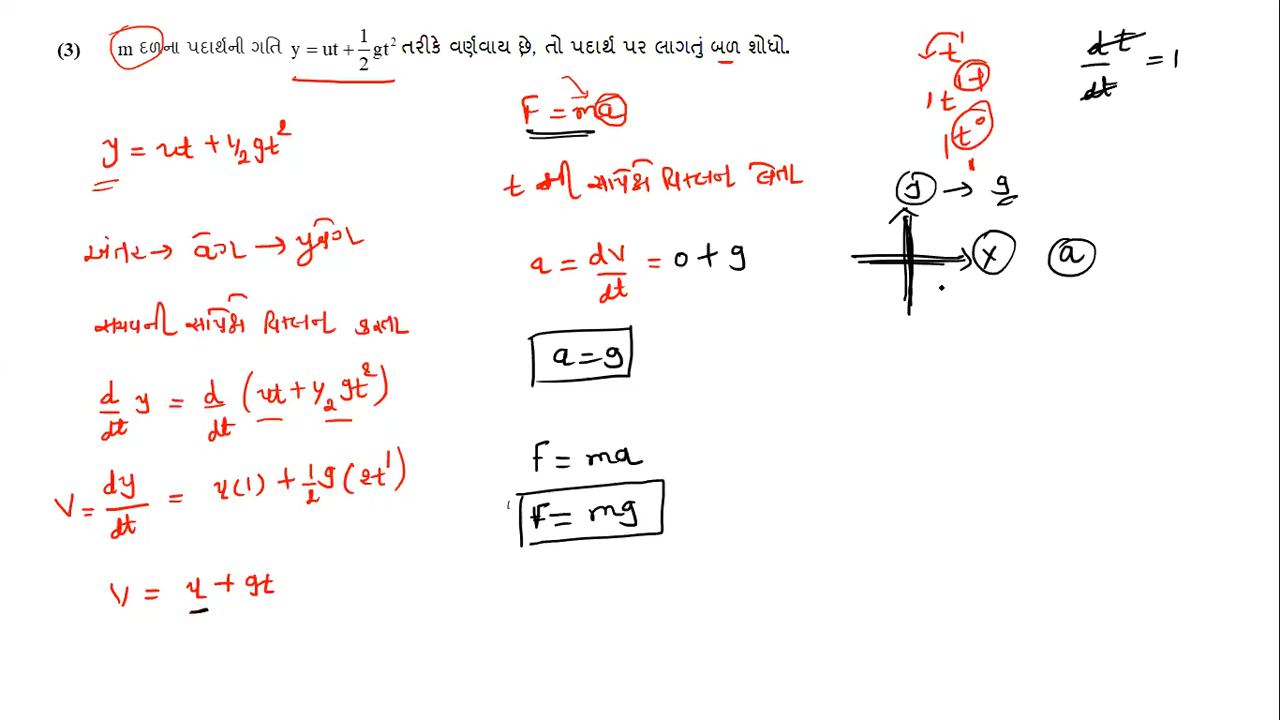 (3) m દળના પદાર્થની ગતિ y = ut + 1/2 gt² તરીકે વર્ણવાય છે, તો પદાર્થ પર લાગતું બળ શોધો.
y = ut + 1/2 gt²
અંતર → વેગ → પ્રવેગ
સમયની સાપેક્ષે વિકલન કરતા
d/dt y = d/dt (ut + 1/2 gt²)
V = dy/dt = u(1) + 1/2 g(2t¹)
V = u + gt
F = ma
t ની સાપેક્ષે વિકલન લેતા
a = dv/dt = 0 + g
a = g
F = ma
F = mg
t¹
1t
1t⁰
1
dt/dt = 1
y → g
x
a